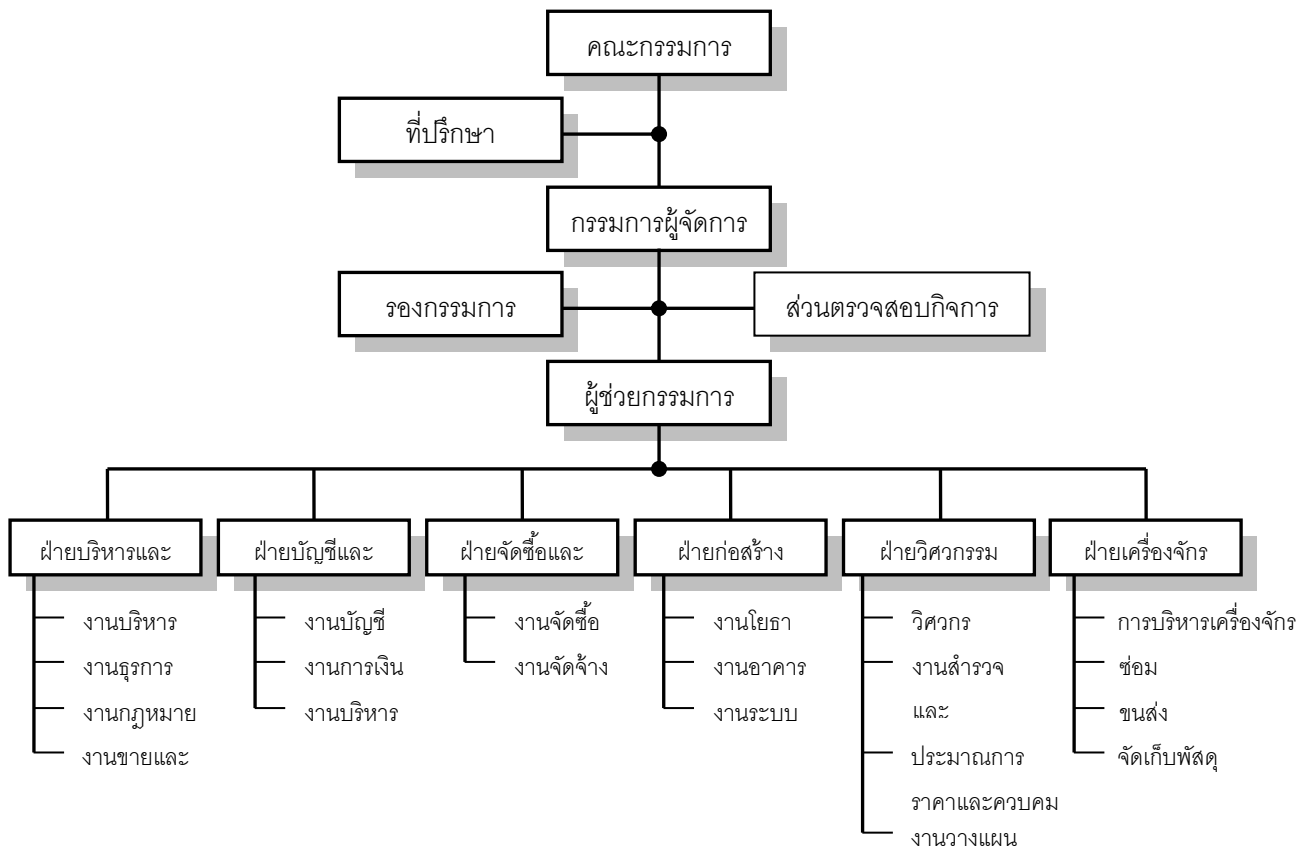 คณะกรรมการ
ที่ปรึกษา
กรรมการผู้จัดการ
รองกรรมการ
ส่วนตรวจสอบกิจการ
ผู้ช่วยกรรมการ
ฝ่ายบริหารและ
งานบริหาร
งานธุรการ
งานกฎหมาย
งานขายและ
ฝ่ายบัญชีและ
งานบัญชี
งานการเงิน
งานบริหาร
ฝ่ายจัดซื้อและ
งานจัดซื้อ
งานจัดจ้าง
ฝ่ายก่อสร้าง
งานโยธา
งานอาคาร
งานระบบ
ฝ่ายวิศวกรรม
วิศวกร
งานสำรวจ
และ
ประมาณการ
ราคาและควบคม
งานวางแผน
ฝ่ายเครื่องจักร
การบริหารเครื่องจักร
ซ่อม
ขนส่ง
จัดเก็บพัสดุ